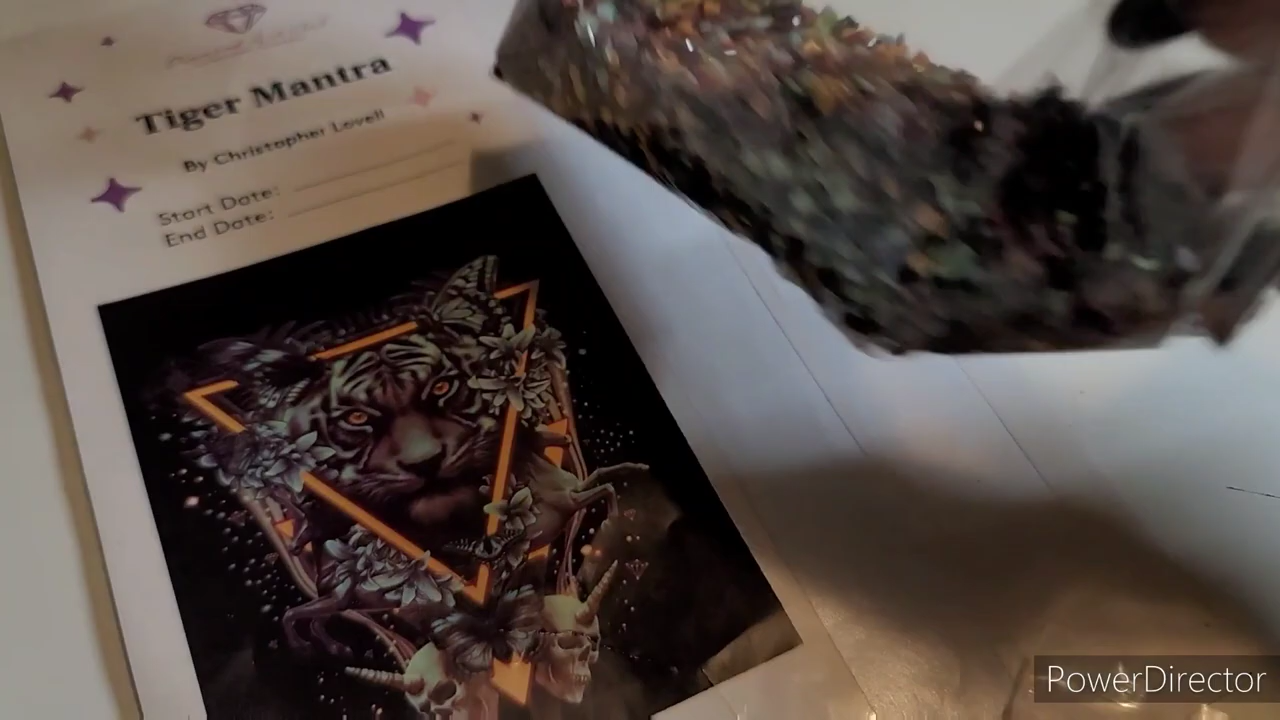 Tiger Mantra
By Christopher Lovell
Start Date:
End Date:
PowerDirector